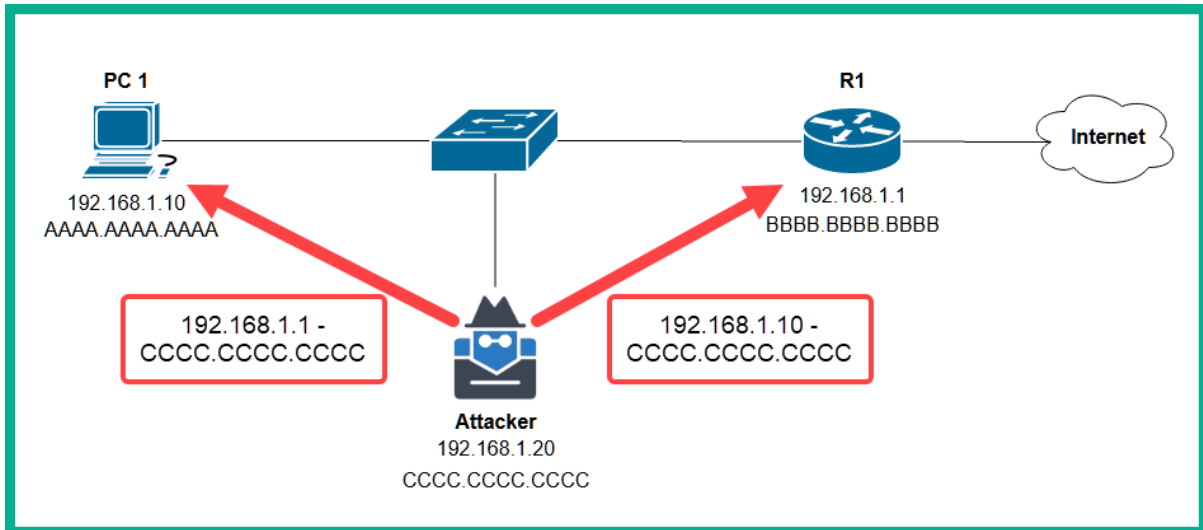 PC 1
R1
Internet
192.168.1.10
AAAA.AAAA.AAAA
192.168.1.1
BBBB.BBBB.BBBB
192.168.1.1 -
CCCC.CCCC.CCCC
192.168.1.10 -
CCCC.CCCC.CCCC
Attacker
192.168.1.20
CCCC.CCCC.CCCC